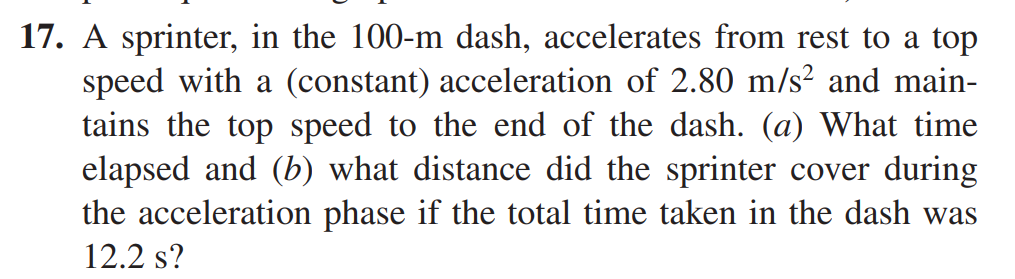 17. A sprinter, in the 100-m dash, accelerates from rest to a top
speed with a (constant) acceleration of 2.80 m/s² and main-
tains the top speed to the end of the dash. (a) What time
elapsed and (b) what distance did the sprinter cover during
the acceleration phase if the total time taken in the dash was
12.2 s?